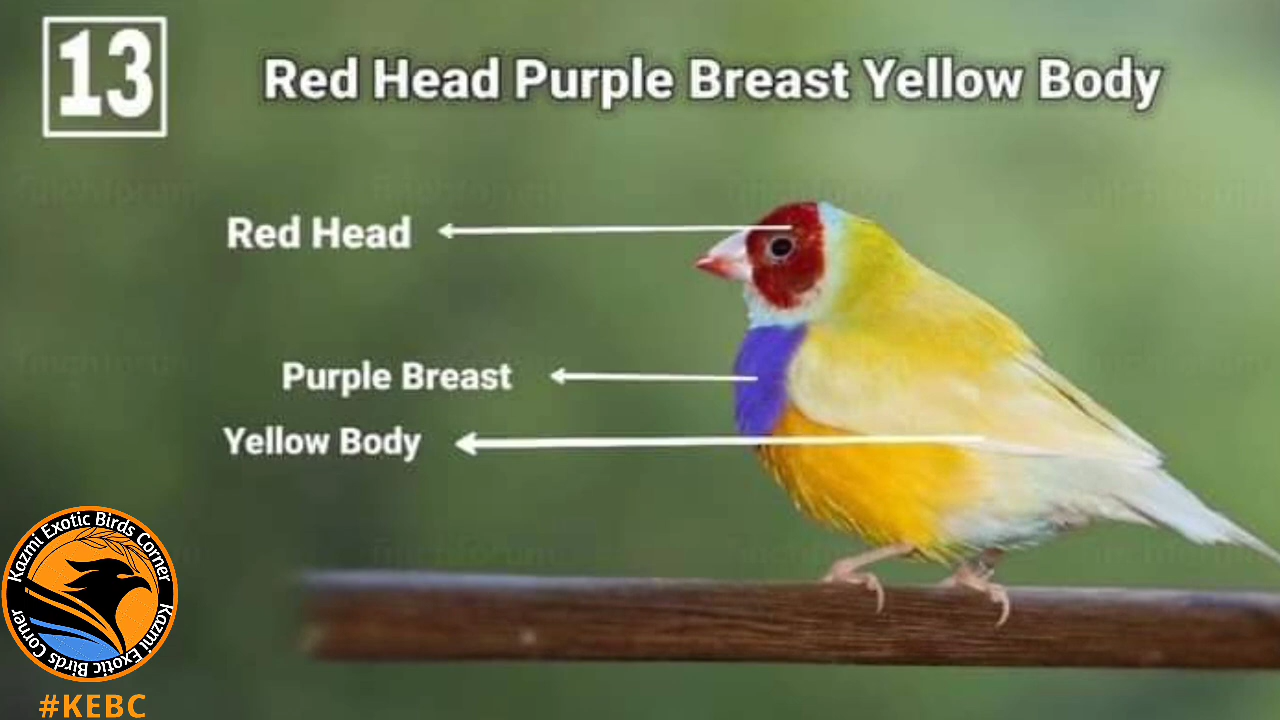 13
Red Head Purple Breast Yellow Body
Red Head
Purple Breast
Yellow Body
Kazmi Exotic Birds Corner
Kazmi Exotic Birds Corner
#KEBC